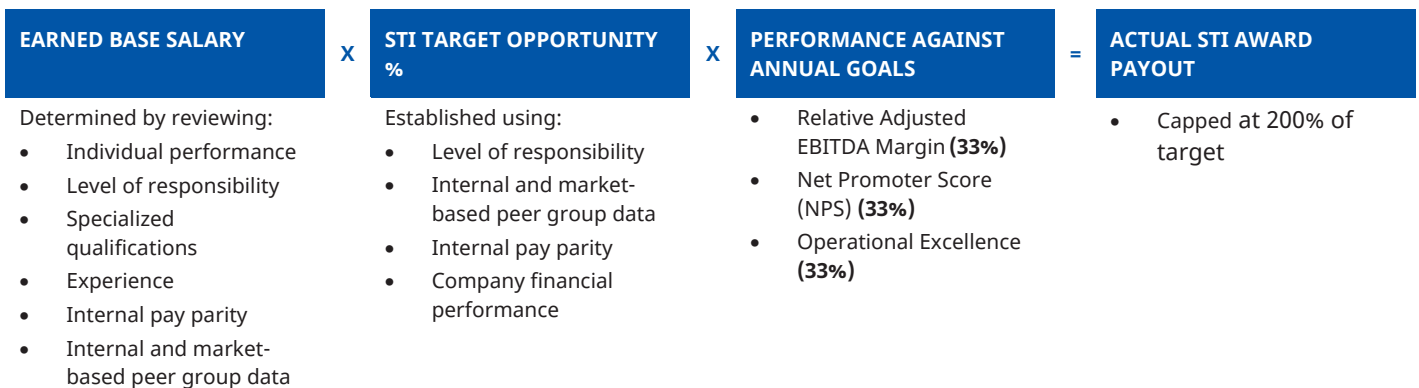 EARNED BASE SALARY
Determined by reviewing:
• Individual performance
• Level of responsibility
• Specialized
qualifications
• Experience
• Internal pay parity
• Internal and market-
based peer group data
X
STI TARGET OPPORTUNITY
%
Established using:
• Level of responsibility
• Internal and market-
based peer group data
• Internal pay parity
• Company financial
performance
X
PERFORMANCE AGAINST
ANNUAL GOALS
• Relative Adjusted
EBITDA Margin (33%)
• Net Promoter Score
(NPS) (33%)
• Operational Excellence
(33%)
=
ACTUAL STI AWARD
PAYOUT
• Capped at 200% of
target